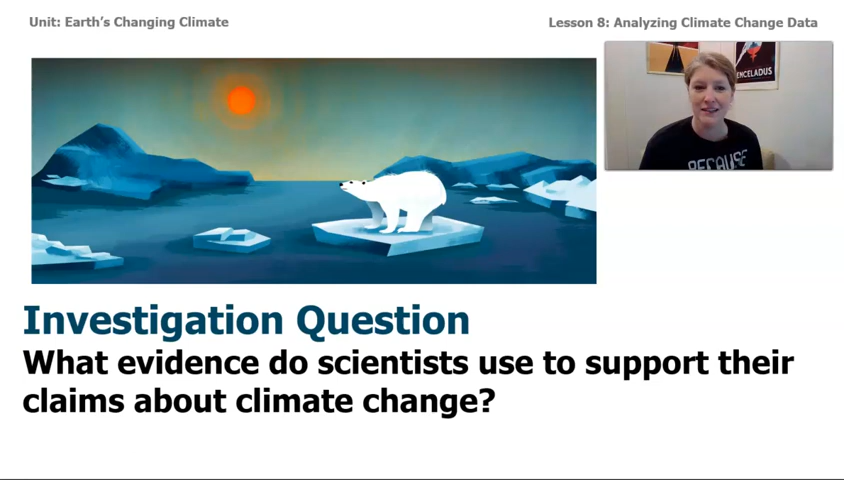 Unit: Earth's Changing Climate
Lesson 8: Analyzing Climate Change Data
ENCELADUS
BECAUSE
Investigation Question
What evidence do scientists use to support their
claims about climate change?